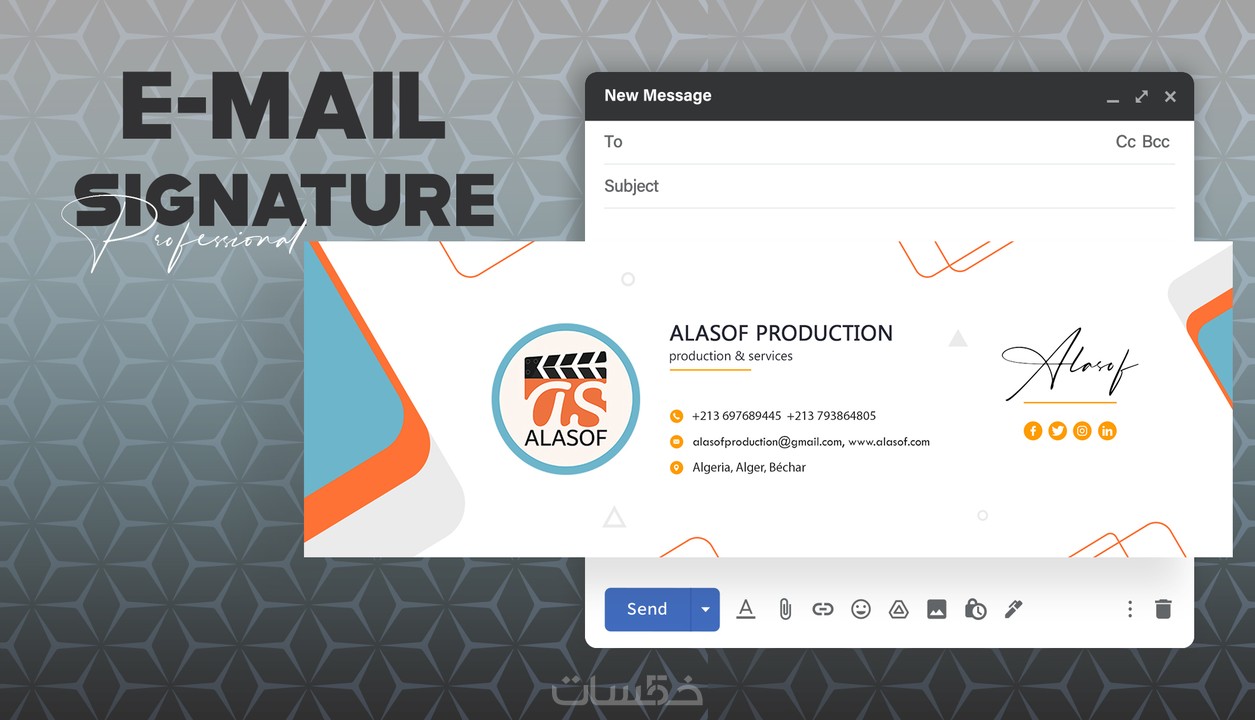 E-MAIL
SIGNATURE
Professional
New Message
To
Cc Bcc
Subject
ALASOF PRODUCTION
production & services
+213 697689445 +213 793864805
alasofproduction@gmail.com, www.alasof.com
Algeria, Alger, Béchar
as
ALASOF
Alasof
Send
خمسات